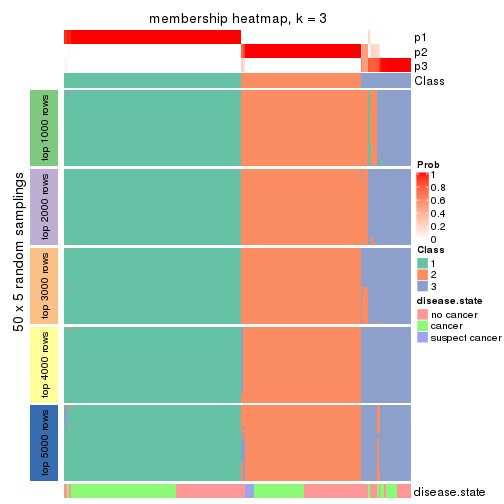 membership heatmap, k = 3
p1
p2
p3
Class
50 x 5 random samplings
top 1000 rows
top 2000 rows
top 3000 rows
top 4000 rows
top 5000 rows
Prob
1
0.8
0.6
0.4
0.2
0
Class
1
2
3
disease.state
no cancer
cancer
suspect cancer
disease.state